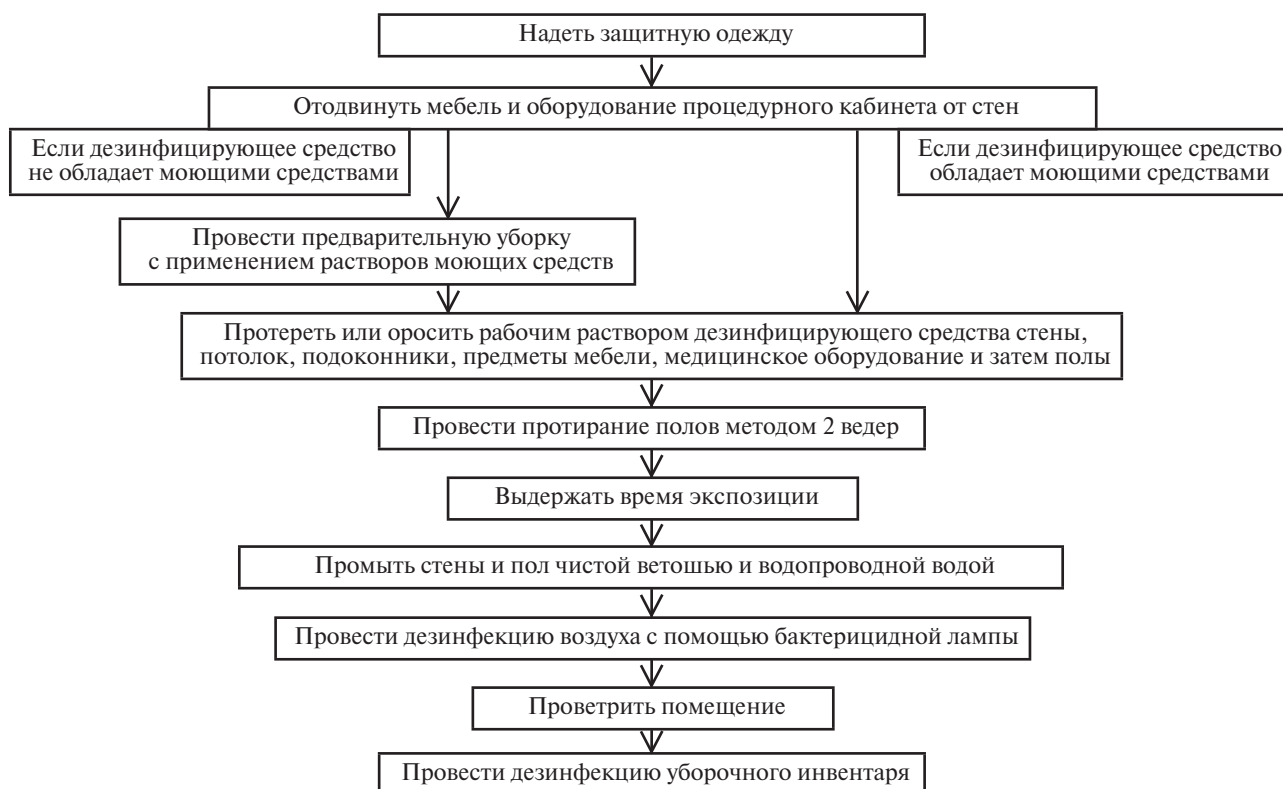 Надеть защитную одежду
Отодвинуть мебель и оборудование процедурного кабинета от стен
Если дезинфицирующее средство
не обладает моющими средствами
Если дезинфицирующее средство
обладает моющими средствами
Провести предварительную уборку
с применением растворов моющих средств
Протереть или оросить рабочим раствором дезинфицирующего средства стены,
потолок, подоконники, предметы мебели, медицинское оборудование и затем полы
Провести протирание полов методом 2 ведер
Выдержать время экспозиции
Промыть стены и пол чистой ветошью и водопроводной водой
Провести дезинфекцию воздуха с помощью бактерицидной лампы
Проветрить помещение
Провести дезинфекцию уборочного инвентаря